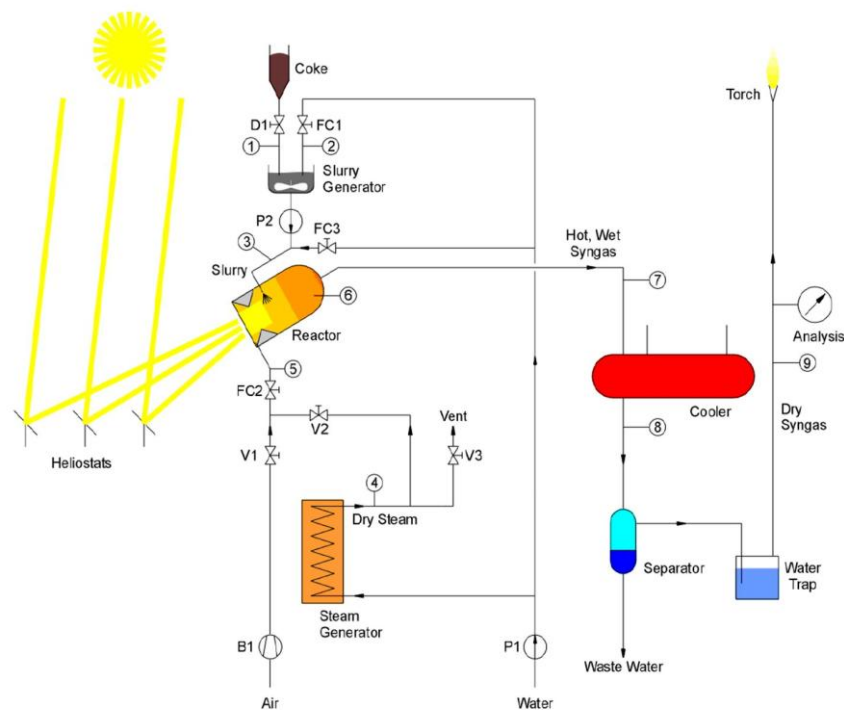 Coke
D1
FC1
1
2
Slurry
Generator
P2
FC3
3
Slurry
Hot, Wet
Syngas
Torch
6
7
Reactor
Analysis
5
9
FC2
Cooler
Dry
Syngas
V2
Vent
8
Heliostats
V1
V3
4
Dry Steam
Separator
Water
Trap
Steam
Generator
B1
P1
Waste Water
Air
Water